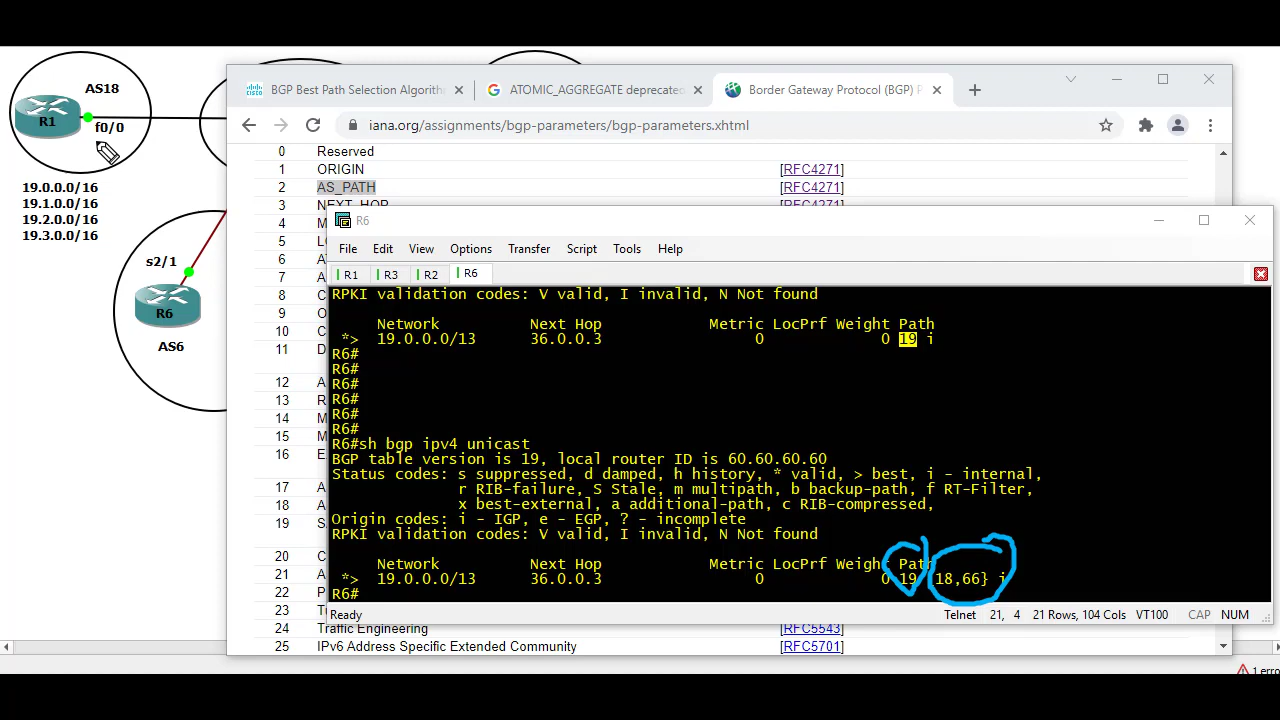 AS18
R1
f0/0
19.0.0.0/16
19.1.0.0/16
19.2.0.0/16
19.3.0.0/16
s2/1
R6
AS6
BGP Best Path Selection Algorith
ATOMIC_AGGREGATE deprecated
Border Gateway Protocol (BGP) P
iana.org/assignments/bgp-parameters/bgp-parameters.xhtml
0 Reserved
1 ORIGIN [RFC4271]
2 AS_PATH [RFC4271]
3 NEXT_HOP [RFC4271]
4 M
5 L
6 A
7 A
8 C
9 O
10 C
11 D
12 A
13 R
14 M
15 M
16 E
17 A
18 A
19 S
20 C
21 A
22 P
23 Tu
24 Traffic Engineering [RFC5543]
25 IPv6 Address Specific Extended Community [RFC5701]
R6
File Edit View Options Transfer Script Tools Help
R1 R3 R2 R6
RPKI validation codes: V valid, I invalid, N Not found
Network Next Hop Metric LocPrf Weight Path
*> 19.0.0.0/13 36.0.0.3 0 0 19 i
R6#
R6#
R6#
R6#
R6#
R6#
R6#sh bgp ipv4 unicast
BGP table version is 19, local router ID is 60.60.60.60
Status codes: s suppressed, d damped, h history, * valid, > best, i - internal,
r RIB-failure, S Stale, m multipath, b backup-path, f RT-Filter,
x best-external, a additional-path, c RIB-compressed,
Origin codes: i - IGP, e - EGP, ? - incomplete
RPKI validation codes: V valid, I invalid, N Not found
Network Next Hop Metric LocPrf Weight Path
*> 19.0.0.0/13 36.0.0.3 0 0 19 {18,66} i
R6#
Ready Telnet 21, 4 21 Rows, 104 Cols VT100 CAP NUM
1 erro